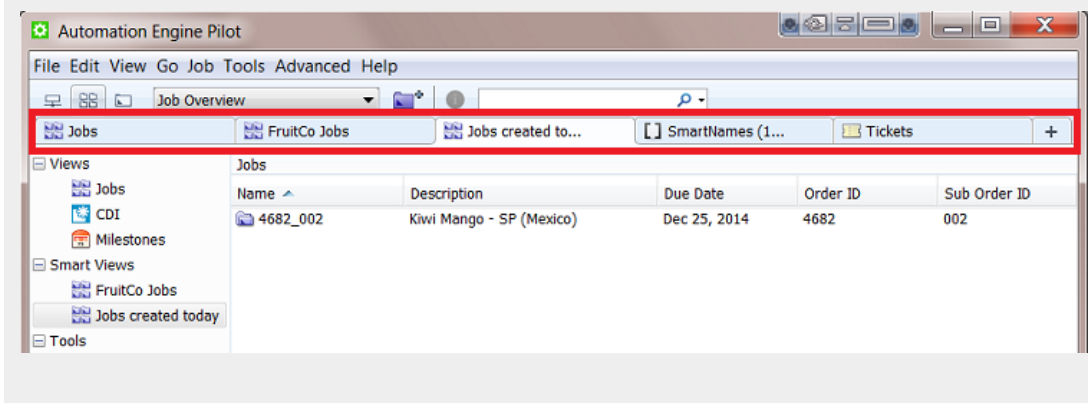 Automation Engine Pilot
File Edit View Go Job Tools Advanced Help
Job Overview
Jobs FruitCo Jobs Jobs created to... [] SmartNames (1... Tickets +
Views Jobs
Jobs Name Description Due Date Order ID Sub Order ID
CDI 4682_002 Kiwi Mango - SP (Mexico) Dec 25, 2014 4682 002
Milestones
Smart Views
FruitCo Jobs
Jobs created today
Tools